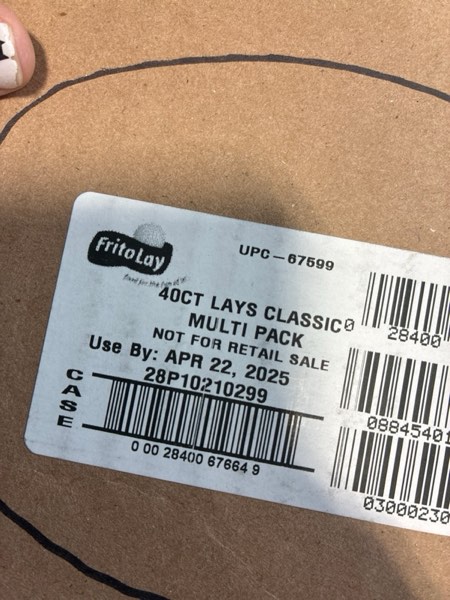 FritoLay
UPC-67599
40CT LAYS CLASSIC
MULTI PACK
NOT FOR RETAIL SALE
Use By: APR 22, 2025
28P10210299
CASE
0 00 28400 67664 9
0 28400
08845401
03000230